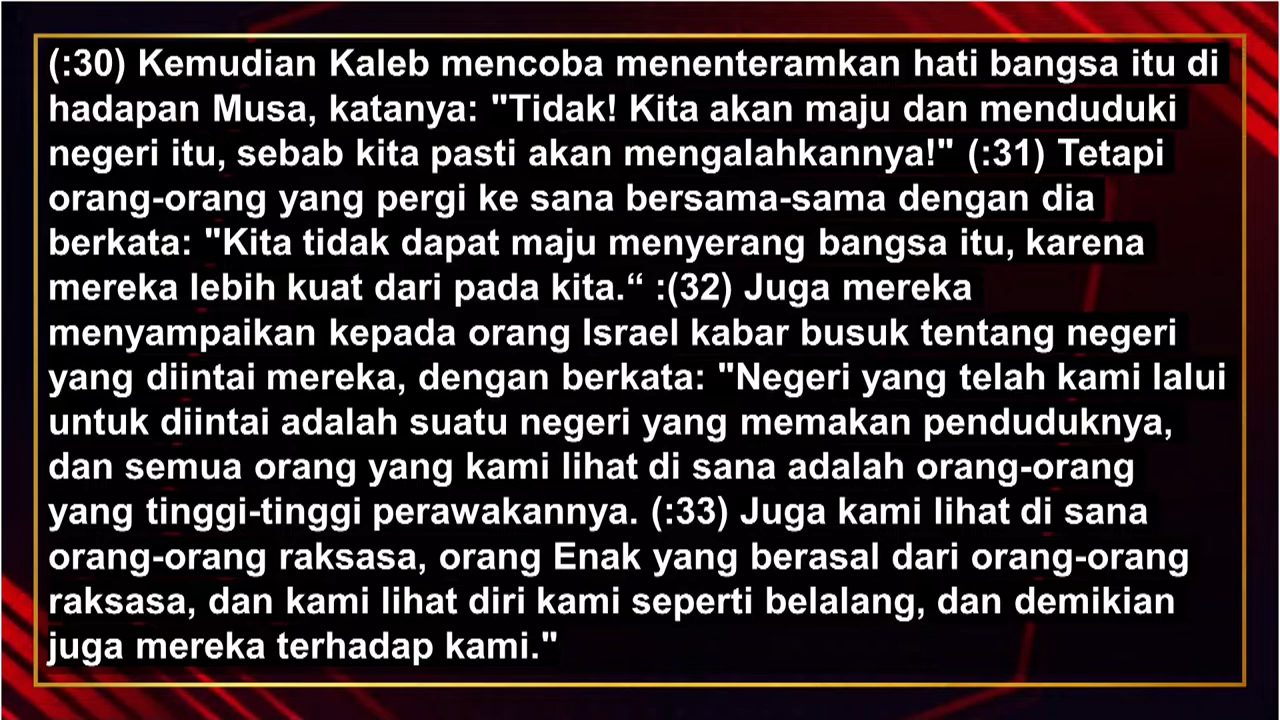 (:30) Kemudian Kaleb mencoba menenteramkan hati bangsa itu di
hadapan Musa, katanya: "Tidak! Kita akan maju dan menduduki
negeri itu, sebab kita pasti akan mengalahkannya!" (:31) Tetapi
orang-orang yang pergi ke sana bersama-sama dengan dia
berkata: "Kita tidak dapat maju menyerang bangsa itu, karena
mereka lebih kuat dari pada kita.“ :(32) Juga mereka
menyampaikan kepada orang Israel kabar busuk tentang negeri
yang diintai mereka, dengan berkata: "Negeri yang telah kami lalui
untuk diintai adalah suatu negeri yang memakan penduduknya,
dan semua orang yang kami lihat di sana adalah orang-orang
yang tinggi-tinggi perawakannya. (:33) Juga kami lihat di sana
orang-orang raksasa, orang Enak yang berasal dari orang-orang
raksasa, dan kami lihat diri kami seperti belalang, dan demikian
juga mereka terhadap kami."